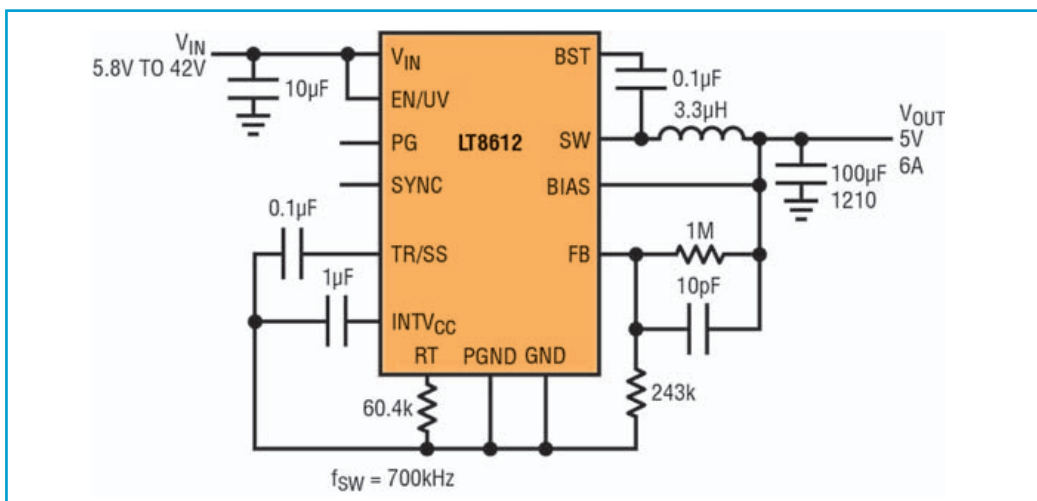 VIN
5.8V TO 42V
10µF
VIN
EN/UV
PG
SYNC
TR/SS
INTVCC
RT
PGND
GND
LT8612
BST
SW
BIAS
FB
0.1µF
3.3µH
VOUT
5V
6A
100µF
1210
1M
10pF
243k
0.1µF
1µF
60.4k
fSW = 700kHz